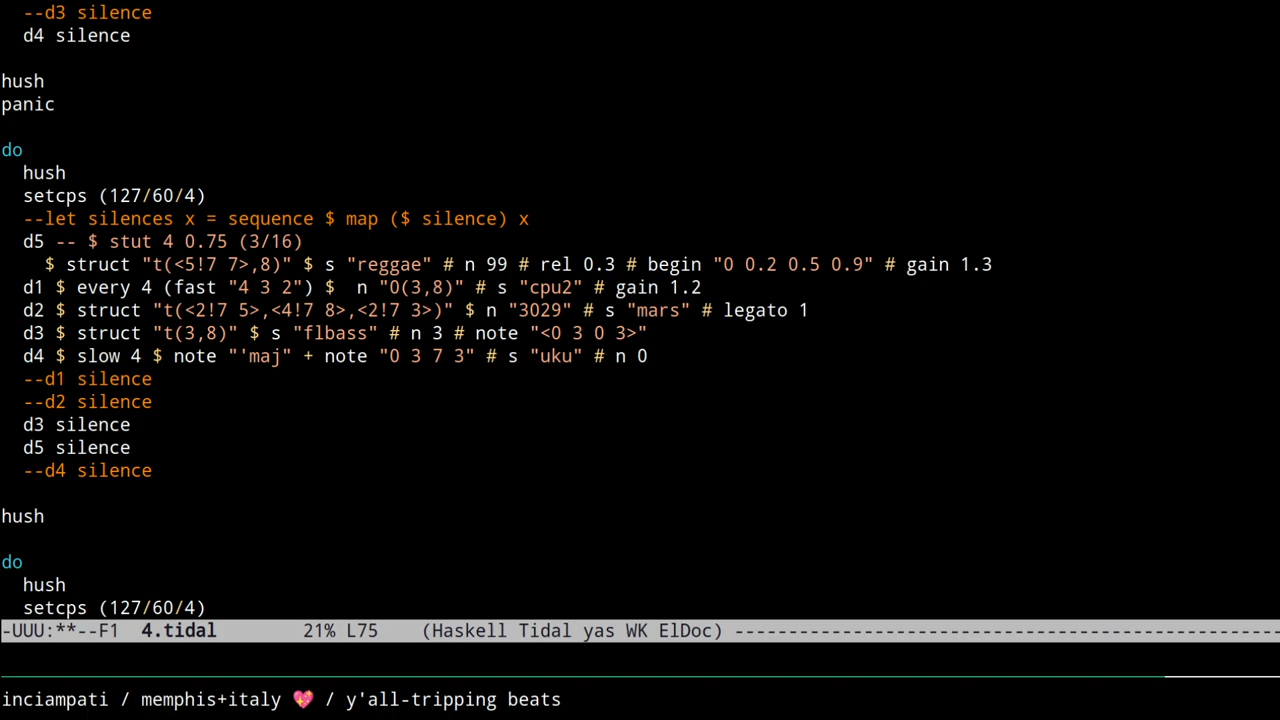 --d3 silence
d4 silence
hush
panic
do
hush
setcps (127/60/4)
--let silences x = sequence $ map ($ silence) x
d5 -- $ stut 4 0.75 (3/16)
$ struct "t(<5!7 7>,8)" $ s "reggae" # n 99 # rel 0.3 # begin "0 0.2 0.5 0.9" # gain 1.3
d1 $ every 4 (fast "4 3 2") $  n "0(3,8)" # s "cpu2" # gain 1.2
d2 $ struct "t(<2!7 5>,<4!7 8>,<2!7 3>)" $ n "3029" # s "mars" # legato 1
d3 $ struct "t(3,8)" $ s "flbass" # n 3 # note "<0 3 0 3>"
d4 $ slow 4 $ note "'maj" + note "0 3 7 3" # s "uku" # n 0
--d1 silence
--d2 silence
d3 silence
d5 silence
--d4 silence
hush
do
hush
setcps (127/60/4)
-UUU:**--F1  4.tidal        21% L75    (Haskell Tidal yas WK ElDoc) ---------------------------------------------------
inciampati / memphis+italy 💖 / y'all-tripping beats